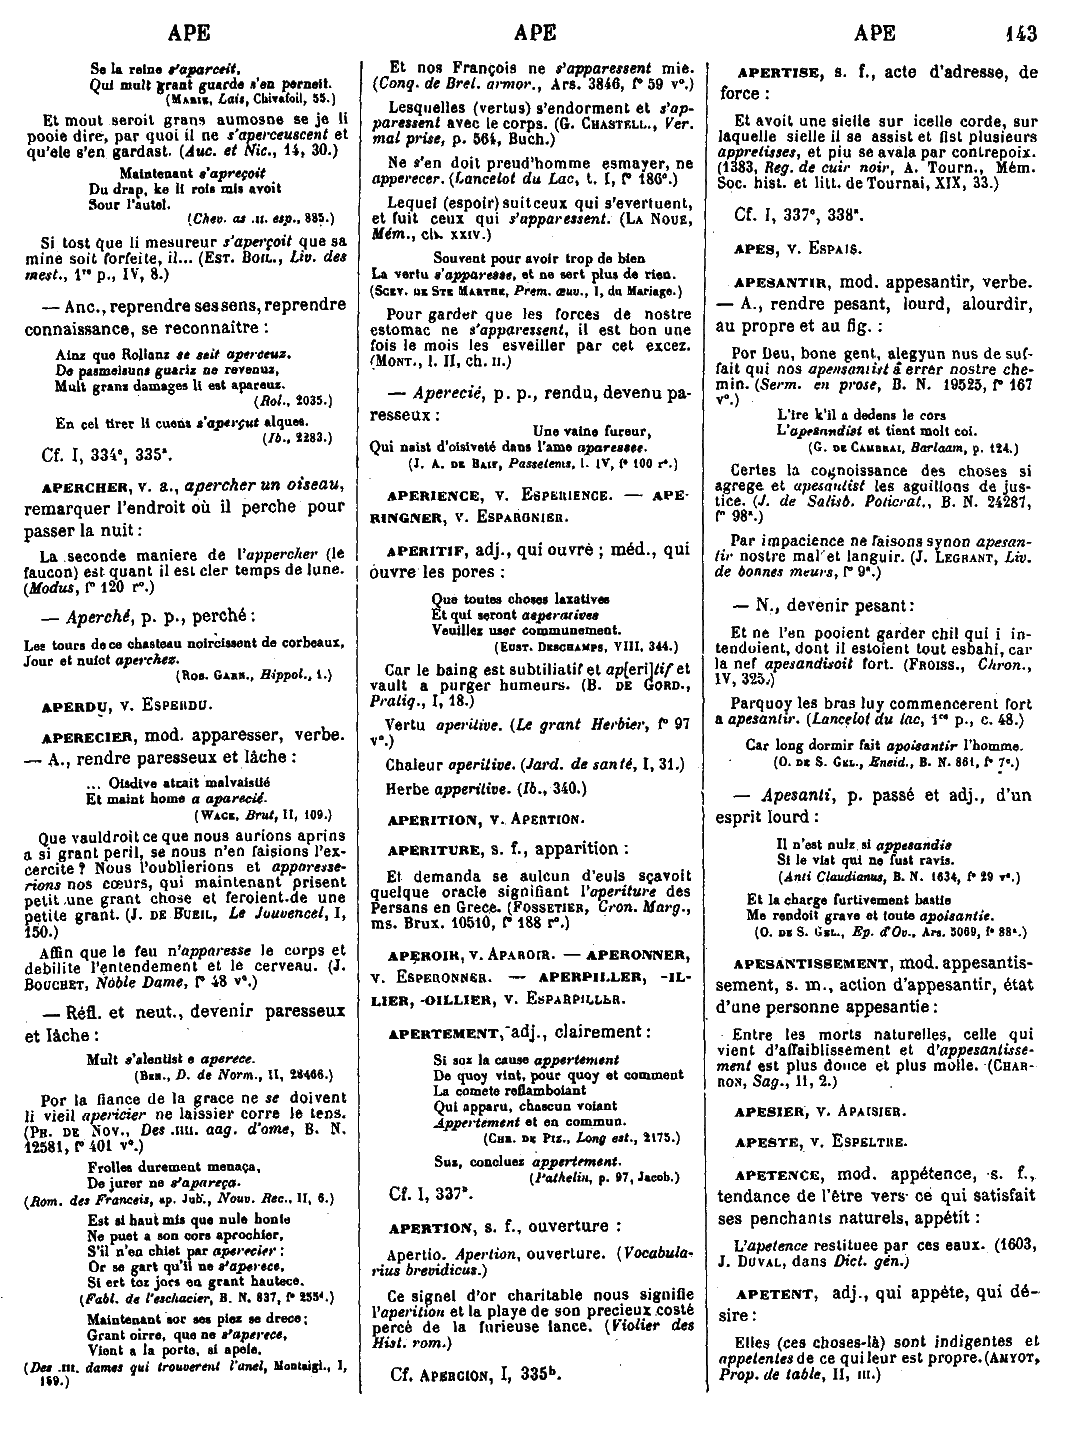 APE
APE
APE
143
Se la reine s'aparceit,
Qui mult grant guarde s'en perneit.
(MARIE, Lais, Chivefoil, 55.)
Et mout seroit grans aumosne se je li
pooie dire, par quoi il ne s'aperceuscent et
qu'ele s'en gardast. (Auc. et Nic., 14, 30.)
Maintenant s'apreçoit
Du drap, ke li rois mis avoit
Sour l'autel.
(Chev. as .II. esp., 885.)
Si tost que li mesureur s'aperçoit que sa
mine soit forfeite, il... (EST. BOIL., Liv. des
mest., 1re p., IV, 8.)
— Anc., reprendre ses sens, reprendre
connaissance, se reconnaitre :
Ainz que Rollanz se seit aperceuz,
De pasmeisuns guariz ne revenuz,
Mult granz damages li est apareuz.
(Rol., 2035.)
En cel tirer li cuens s'aperçut alques.
(Ib., 2283.)
Cf. I, 334c, 335a.
APERCHER, v. a., apercher un oiseau,
remarquer l'endroit où il perche pour
passer la nuit :
La seconde maniere de l'appercher (le
faucon) est quant il est cler temps de lune.
(Modus, f° 120 r°.)
— Aperché, p. p., perché :
Les tours de ce chasteau noircissent de corbeaux,
Jour et nuict aperchez.
(ROB. GARN., Hippol., I.)
APERDU, v. ESPERDU.
APERECIER, mod. apparesser, verbe.
— A., rendre paresseux et lâche :
... Oisdive atrait malvaistié
Et maint home a aparecié.
(WACE, Brut, II, 109.)
Que vauldroit ce que nous aurions aprins
a si grant peril, se nous n'en faisions l'ex-
cercite ? Nous l'oublierions et apparesse-
rions nos cœurs, qui maintenant prisent
petit une grant chose et feroient de une
petite grant. (J. DE BUEIL, Le Jouvencel, I,
150.)
Affin que le feu n'apparesse le corps et
debilite l'entendement et le cerveau. (J.
BOUCHET, Noble Dame, f° 48 v°.)
— Réfl. et neut., devenir paresseux
et lâche :
Mult s'alentist e aperece.
(BEN., D. de Norm., II, 28466.)
Por la fiance de la grace ne se doivent
li vieil apericier ne laissier corre le tens.
(PH. DE NOV., Des .IIII. aag. d'ome, B. N.
12581, f° 401 v°.)
Frolles durement menaça,
De jurer ne s'apareça.
(Rom. des Franceis, ap. Jub., Nouv. Rec., II, 6.)
Est si haut mis que nule honte
Ne puet a son cors aprochier,
S'il n'en chiet par aperecier :
Or se gart qu'il ne s'aperece,
Si ert toz jors en grant hautece.
(Fabl. de l'eschacier, B. N. 837, f° 255d.)
Maintenant sor ses piez se drece ;
Grant oirre, que ne s'aperece,
Vient a la porte, si apele.
(Des .III. dames qui trouverent l'anel, Montaigl., I,
169.)
Et nos François ne s'apparessent mie.
(Conq. de Bret. armor., Ars. 3846, f° 59 v°.)
Lesquelles (vertus) s'endorment et s'ap-
paressent avec le corps. (G. CHASTELL., Ver.
mal prise, p. 564, Buch.)
Ne s'en doit preud'homme esmayer, ne
apperecer. (Lancelot du Lac, t. I, f° 186c.)
Lequel (espoir) suit ceux qui s'evertuent,
et fuit ceux qui s'apparessent. (LA NOUE,
Mém., ch. XXIV.)
Souvent pour avoir trop de bien
La vertu s'apparesse, et ne sert plus de rien.
(SCEV. DE STE MARTHE, Prem. œuv., I, du Mariage.)
Pour garder que les forces de nostre
estomac ne s'apparessent, il est bon une
fois le mois les esveiller par cet excez.
(MONT., l. II, ch. II.)
— Aperecié, p. p., rendu, devenu pa-
resseux :
Une vaine fureur,
Qui naist d'oisiveté dans l'ame aparessee.
(J. A. DE BAIF, Passetems, l. IV, f° 100 r°.)
APERIENCE, v. ESPERIENCE. — APE-
RINGNER, v. ESPARGNIER.
APERITIF, adj., qui ouvre ; méd., qui
ouvre les pores :
Que toutes choses laxatives
Et qui seront aeperatives
Veuillez user communement.
(EUST. DESCHAMPS, VIII, 344.)
Car le baing est subtiliatif et ap[eri]tif et
vault a purger humeurs. (B. DE GORD.,
Pratiq., I, 18.)
Vertu aperitive. (Le grant Herbier, f° 97
v°.)
Chaleur aperitive. (Jard. de santé, I, 31.)
Herbe apperitive. (Ib., 340.)
APERITION, v. APERTION.
APERITURE, s. f., apparition :
Et demanda se aulcun d'euls sçavoit
quelque oracle signifiant l'aperiture des
Persans en Grece. (FOSSETIER, Cron. Marg.,
ms. Brux. 10510, f° 188 r°.)
APEROIR, v. APAROIR. — APERONNER,
v. ESPERONNER. — APERPILLER, -IL-
LIER, -OILLIER, v. ESPARPILLER.
APERTEMENT, adj., clairement :
Si sox la cause appertement
De quoy vint, pour quoy et comment
La comete reflamboiant
Qui apparu, chascun voiant
Appertement et en commun.
(CHR. DE PIZ., Long est., 2175.)
Sus, concluez appertement.
(Pathelin, p. 97, Jacob.)
Cf. I, 337b.
APERTION, s. f., ouverture :
Apertio. Apertion, ouverture. (Vocabula-
rius brevidicus.)
Ce signel d'or charitable nous signifie
l'aperition et la playe de son precieux costé
percé de la furieuse lance. (Violier des
Hist. rom.)
Cf. APERCION, I, 335b.
APERTISE, s. f., acte d'adresse, de
force :
Et avoit une sielle sur icelle corde, sur
laquelle sielle il se assist et fist plusieurs
appretisses, et piu se avala par contrepoix.
(1383, Reg. de cuir noir, A. Tourn., Mém.
Soc. hist. et litt. de Tournai, XIX, 33.)
Cf. I, 337c, 338a.
APES, v. ESPAIS.
APESANTIR, mod. appesantir, verbe.
— A., rendre pesant, lourd, alourdir,
au propre et au fig. :
Por Deu, bone gent, alegyun nus de suf-
fait qui nos apensantist a errer nostre che-
min. (Serm. en prose, B. N. 19525, f° 167
v°.)
L'ire k'il a dedens le cors
L'apesandist et tient molt coi.
(G. DE CAMBRAI, Barlaam, p. 124.)
Certes la cognoissance des choses si
agrege et apesantist les aguillons de jus-
tice. (J. de Salisb. Policrat., B. N. 24287,
f° 98a.)
Par impacience ne faisons synon apesan-
tir nostre mal et languir. (J. LEGRANT, Liv.
de bonnes meurs, f° 9a.)
— N., devenir pesant :
Et ne l'en pooient garder chil qui i in-
tendoient, dont il estoient tout esbahi, car
la nef apesandisoit fort. (FROISS., Chron.,
IV, 325.)
Parquoy les bras luy commencerent fort
a apesantir. (Lancelot du lac, 1re p., c. 48.)
Car long dormir fait apoisantir l'homme.
(O. DE S. GEL., Eneid., B. N. 861, f° 7c.)
— Apesanti, p. passé et adj., d'un
esprit lourd :
Il n'est nulz si appesandis
Si le vist qui ne fust ravis.
(Anti Claudianus, B. N. 1634, f° 29 v°.)
Et la charge furtivement bastie
Me rendoit grave et toute apoisantie.
(O. DE S. GEL., Ep. d'Ov., Ars. 5069, f° 88a.)
APESANTISSEMENT, mod. appesantis-
sement, s. m., action d'appesantir, état
d'une personne appesantie :
Entre les morts naturelles, celle qui
vient d'affaiblissement et d'appesantisse-
ment est plus douce et plus molle. (CHAR-
RON, Sag., II, 2.)
APESIER, v. APAISIER.
APESTE, v. ESPELTRE.
APETENCE, mod. appétence, s. f.,
tendance de l'être vers ce qui satisfait
ses penchants naturels, appétit :
L'apetence restituee par ces eaux. (1603,
J. DUVAL, dans Dict. gén.)
APETENT, adj., qui appète, qui dé-
sire :
Elles (ces choses-là) sont indigentes et
appetentes de ce qui leur est propre. (AMYOT,
Prop. de table, II, III.)